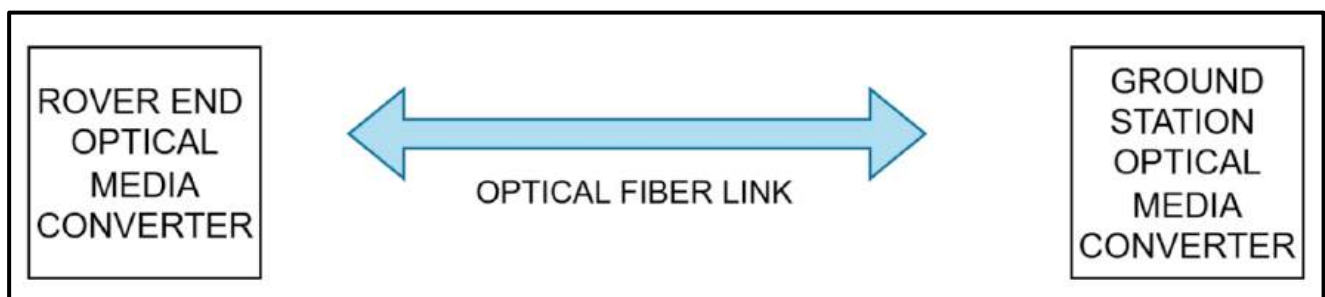 ROVER END
OPTICAL
MEDIA
CONVERTER
OPTICAL FIBER LINK
GROUND
STATION
OPTICAL
MEDIA
CONVERTER